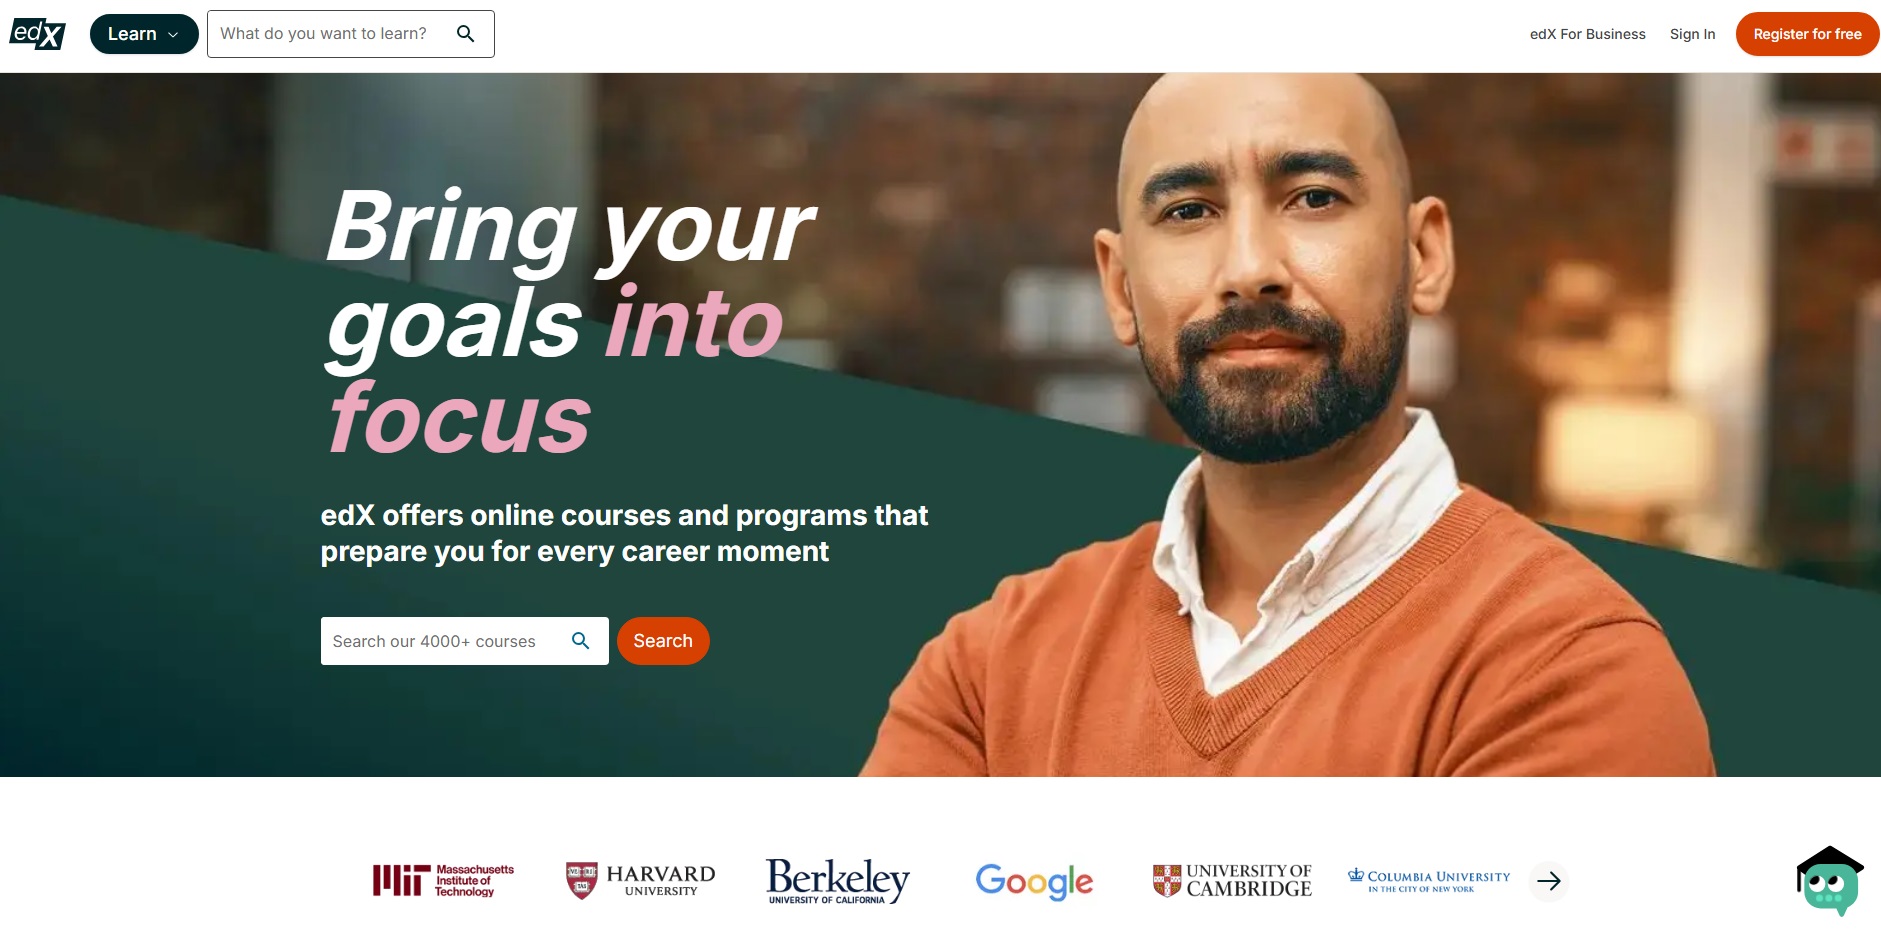 edX
Learn
What do you want to learn?
edX For Business
Sign In
Register for free
Bring your
goals into
focus
edX offers online courses and programs that
prepare you for every career moment
Search our 4000+ courses
Search
MIT
Massachusetts
Institute of
Technology
VE RI TAS
HARVARD
UNIVERSITY
Berkeley
UNIVERSITY OF CALIFORNIA
Google
UNIVERSITY OF
CAMBRIDGE
COLUMBIA UNIVERSITY
IN THE CITY OF NEW YORK